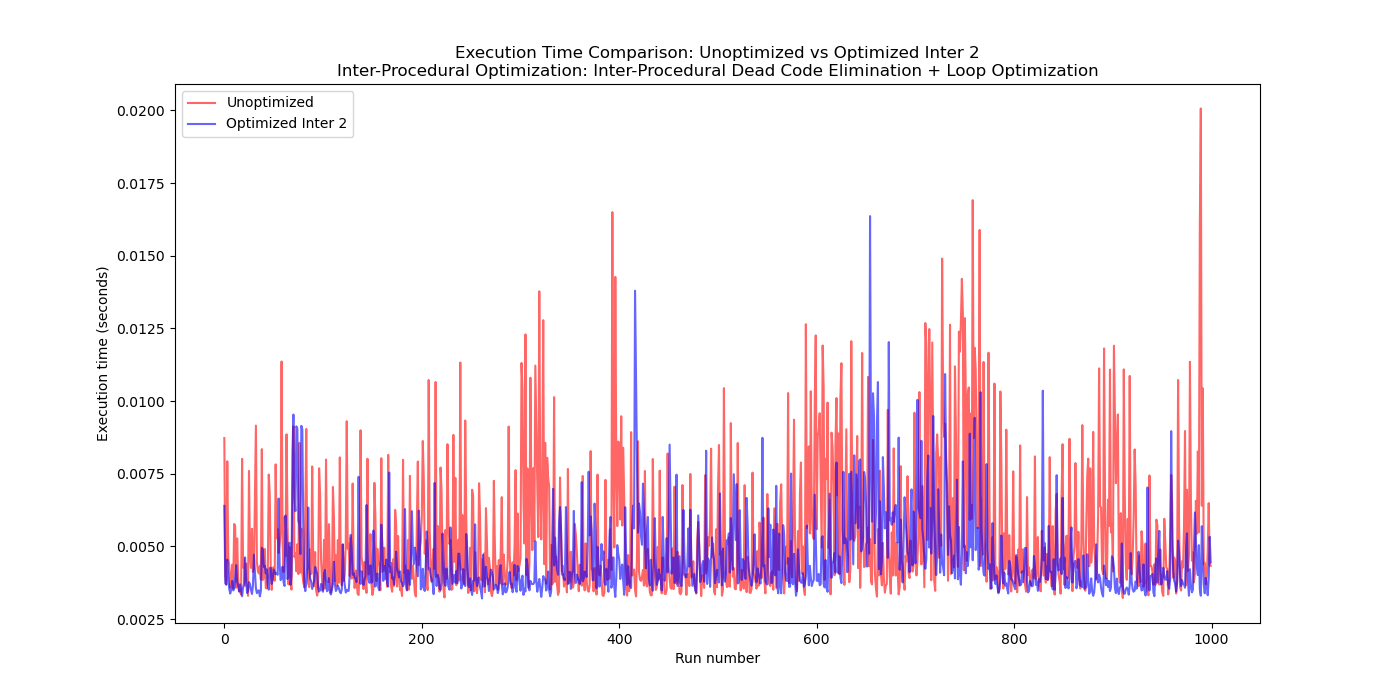 Execution Time Comparison: Unoptimized vs Optimized Inter 2
Inter-Procedural Optimization: Inter-Procedural Dead Code Elimination + Loop Optimization
Unoptimized
Optimized Inter 2
Execution time (seconds)
0.0200
0.0175
0.0150
0.0125
0.0100
0.0075
0.0050
0.0025
0 200 400 600 800 1000
Run number